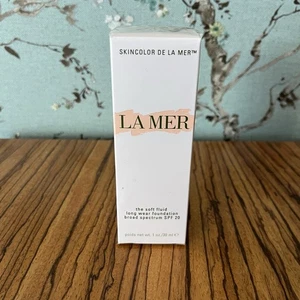 SKINCOLOR DE LA MER™
LA MER
the soft fluid
long wear foundation
broad spectrum SPF 20